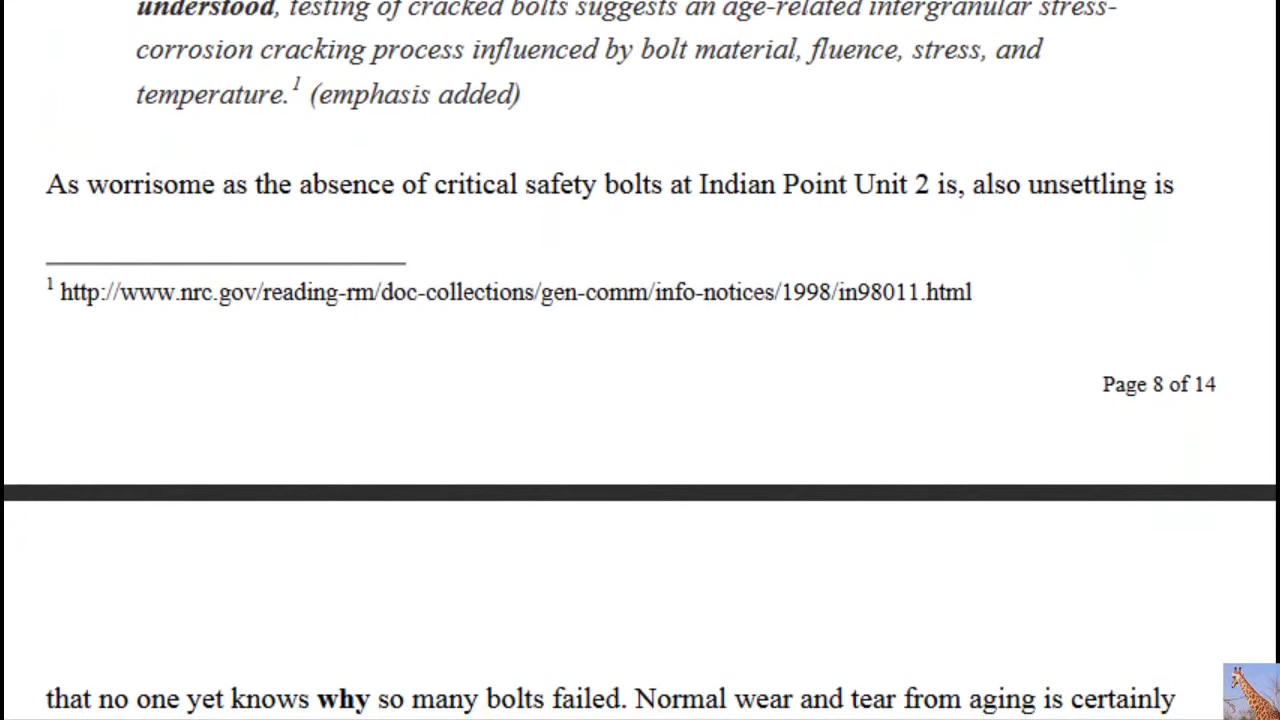 understood, testing of cracked bolts suggests an age-related intergranular stress-
corrosion cracking process influenced by bolt material, fluence, stress, and
temperature.1 (emphasis added)
As worrisome as the absence of critical safety bolts at Indian Point Unit 2 is, also unsettling is
1 http://www.nrc.gov/reading-rm/doc-collections/gen-comm/info-notices/1998/in98011.html
Page 8 of 14
that no one yet knows why so many bolts failed. Normal wear and tear from aging is certainly